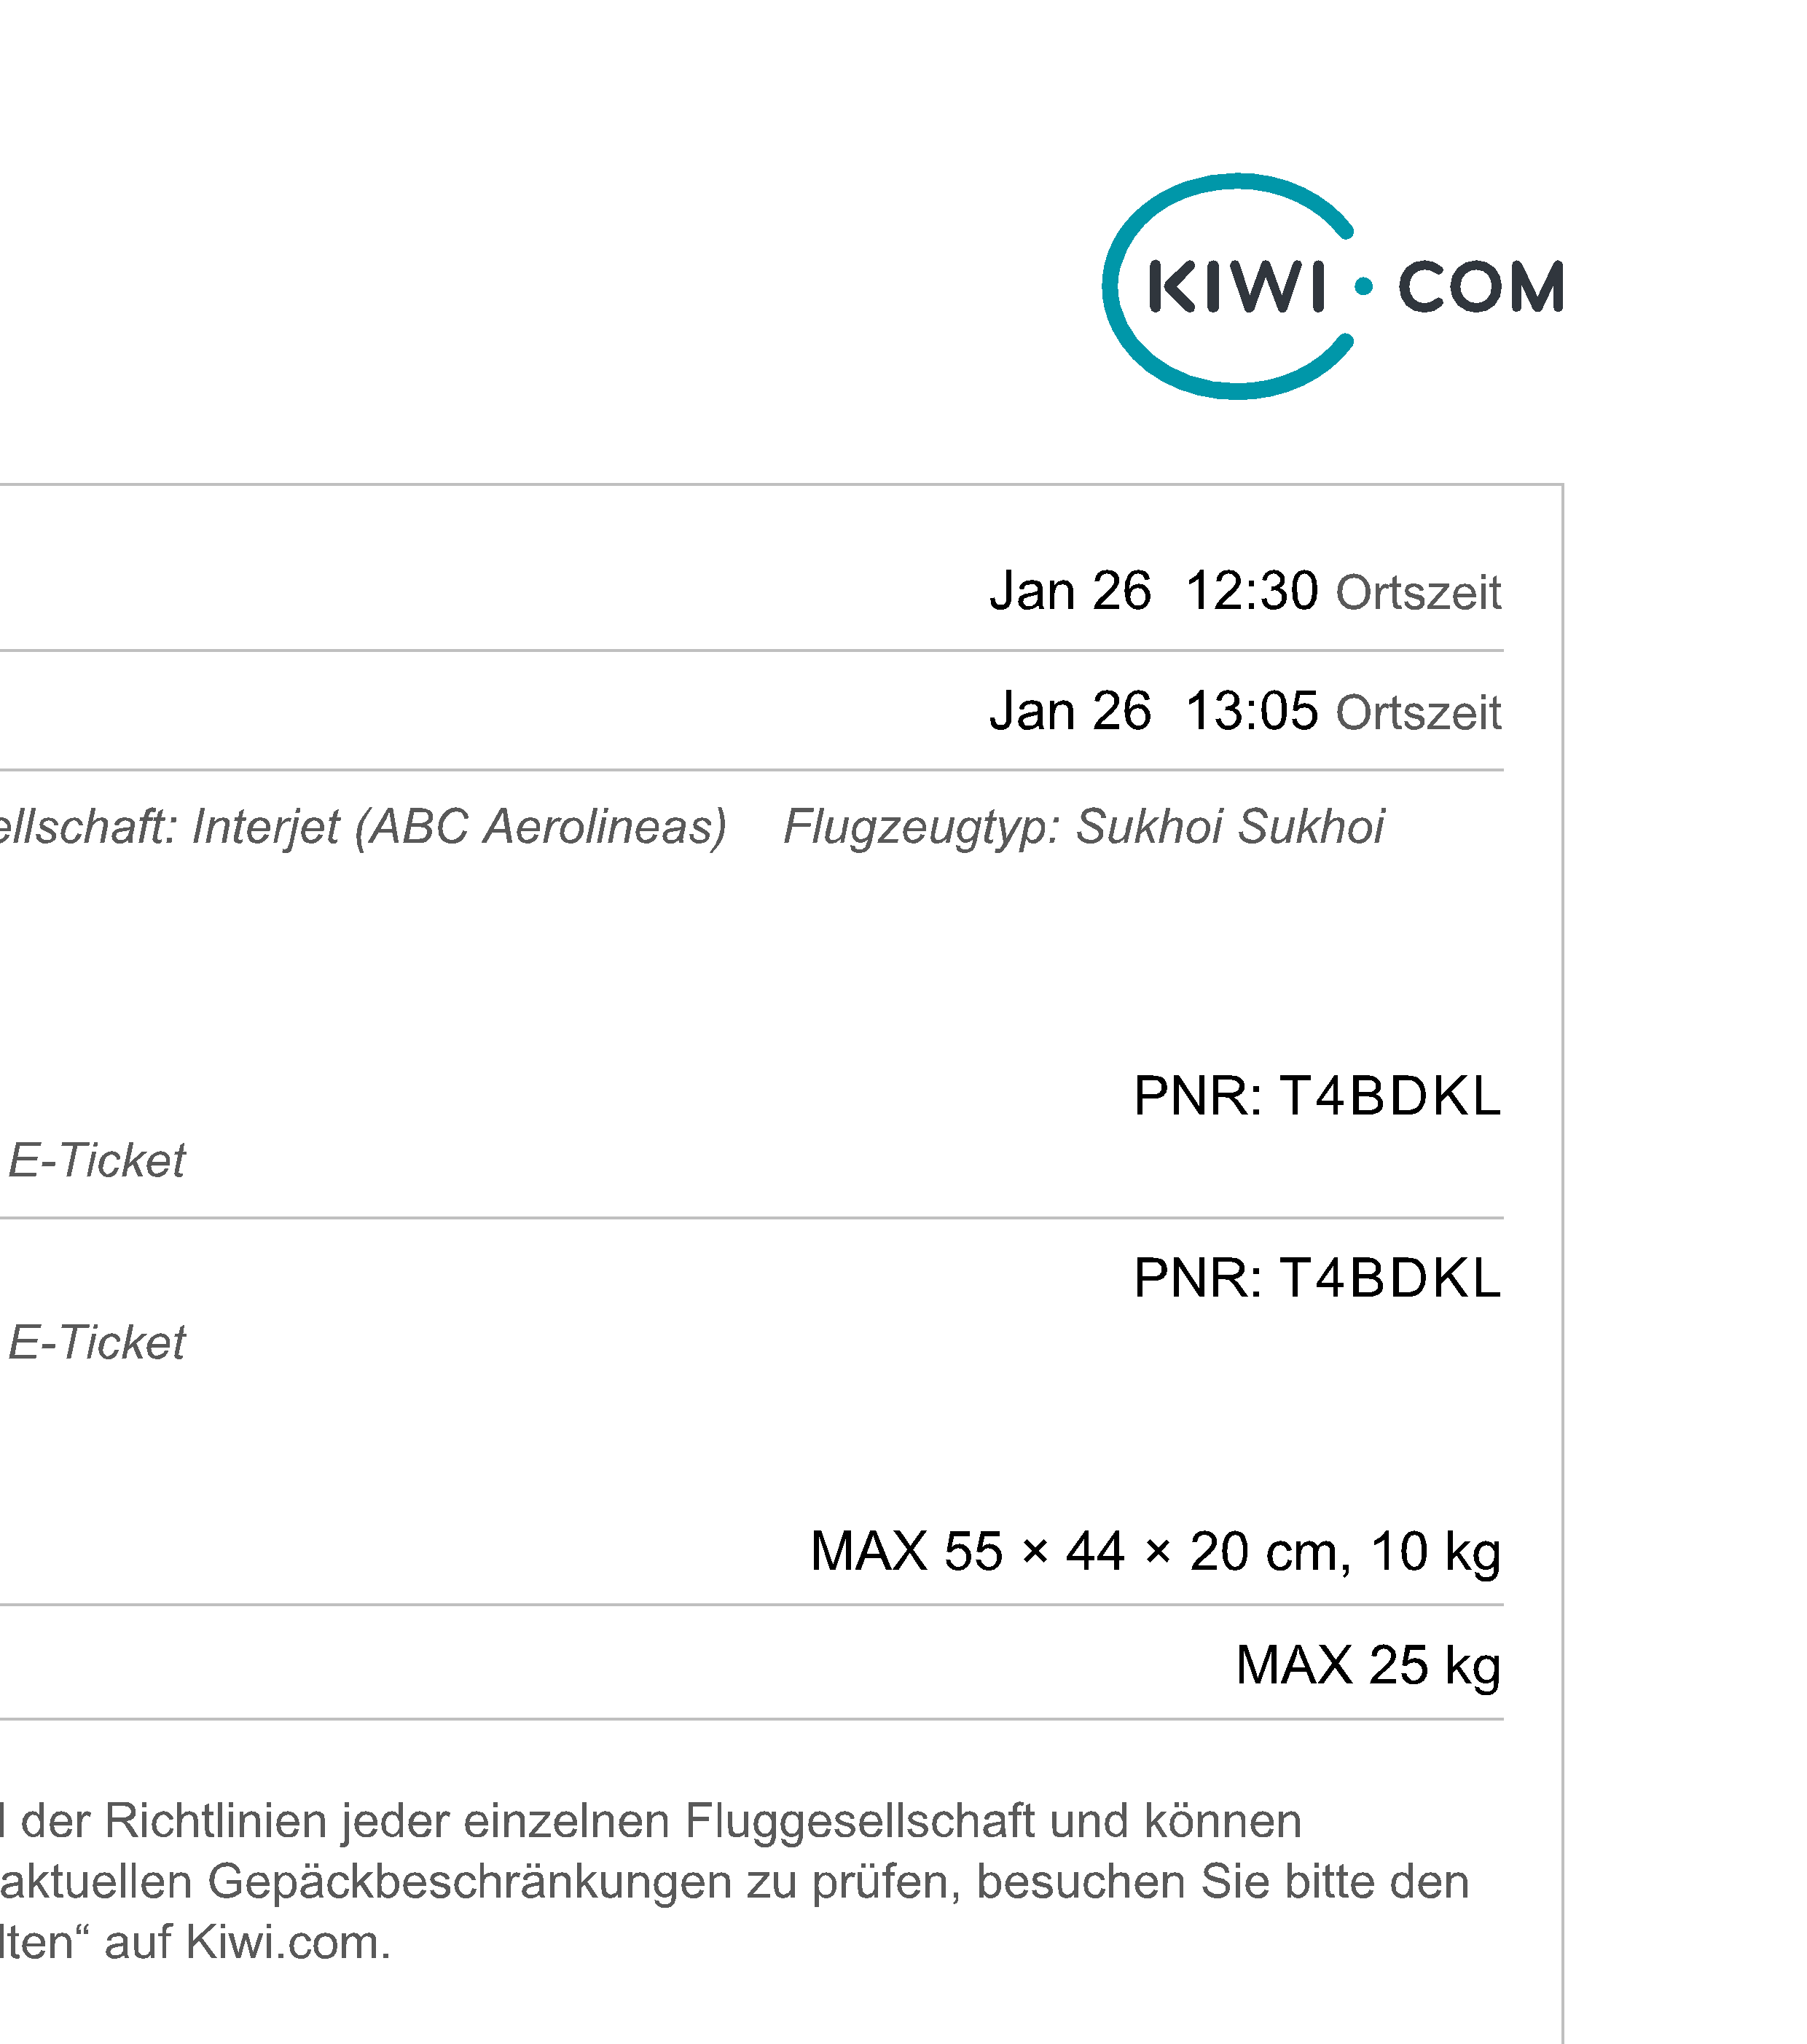 KIWI.COM
Jan 26 12:30 Ortszeit
Jan 26 13:05 Ortszeit
ellschaft: Interjet (ABC Aerolineas) Flugzeugtyp: Sukhoi Sukhoi
PNR: T4BDKL
E-Ticket
PNR: T4BDKL
E-Ticket
MAX 55 × 44 × 20 cm, 10 kg
MAX 25 kg
der Richtlinien jeder einzelnen Fluggesellschaft und können
aktuellen Gepäckbeschränkungen zu prüfen, besuchen Sie bitte den
lten“ auf Kiwi.com.